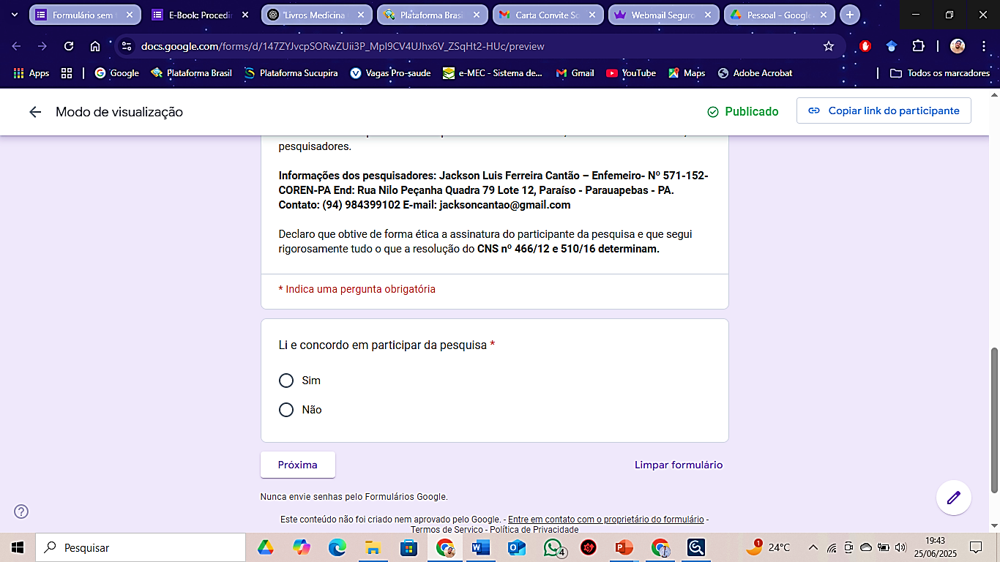 Formulário sem
E-Book: Procedir
"Livros Medicina
Plataforma Brasi
Carta Convite So
Webmail Seguro
Pessoal - Google
docs.google.com/forms/d/147ZYJvcpSORwZUii3P_MpI9CV4UJhx6V_ZSqHt2-HUc/preview
Apps
Google
Plataforma Brasil
Plataforma Sucupira
Vagas Pro-saude
e-MEC - Sistema de...
Gmail
YouTube
Maps
Adobe Acrobat
Todos os marcadores
Modo de visualização
Publicado
Copiar link do participante
pesquisadores.
Informações dos pesquisadores: Jackson Luis Ferreira Cantão – Enfemeiro- Nº 571-152-
COREN-PA End: Rua Nilo Peçanha Quadra 79 Lote 12, Paraíso - Parauapebas - PA.
Contato: (94) 984399102 E-mail: jacksoncantao@gmail.com
Declaro que obtive de forma ética a assinatura do participante da pesquisa e que segui
rigorosamente tudo o que a resolução do CNS nº 466/12 e 510/16 determinam.
* Indica uma pergunta obrigatória
Li e concordo em participar da pesquisa *
Sim
Não
Próxima
Limpar formulário
Nunca envie senhas pelo Formulários Google.
Este conteúdo não foi criado nem aprovado pelo Google. - Entre em contato com o proprietário do formulário -
Termos de Serviço - Política de Privacidade
Pesquisar
4
1
24°C
19:43
25/06/2025